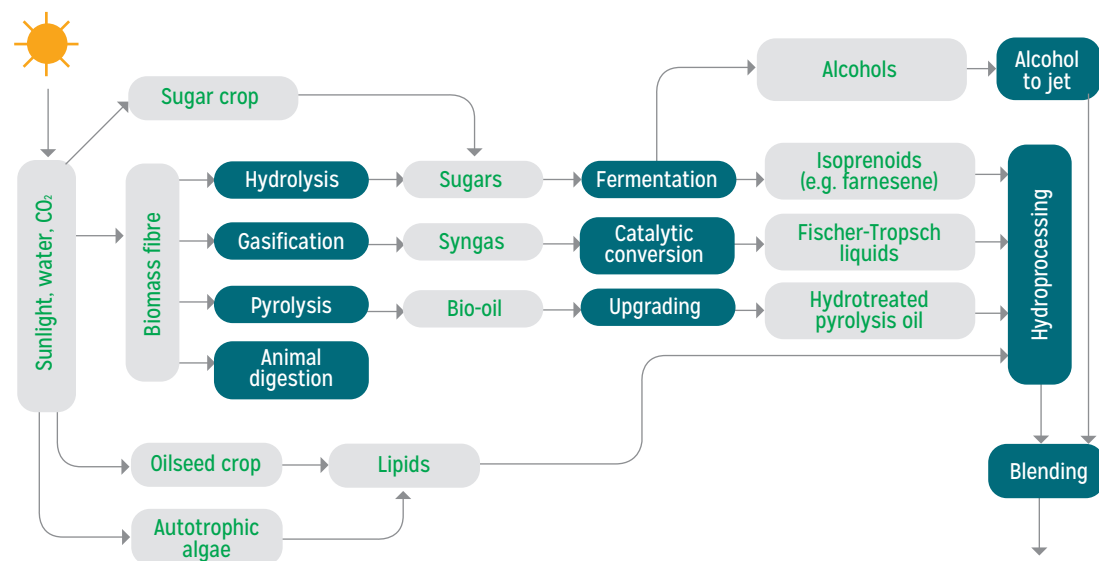 Alcohols
Alcohol
to jet
Sugar crop
Sunlight, water, CO₂
Biomass fibre
Hydrolysis
Sugars
Fermentation
Isoprenoids
(e.g. farnesene)
Gasification
Syngas
Catalytic
conversion
Fischer-Tropsch
liquids
Pyrolysis
Bio-oil
Upgrading
Hydrotreated
pyrolysis oil
Hydroprocessing
Animal
digestion
Oilseed crop
Lipids
Blending
Autotrophic
algae